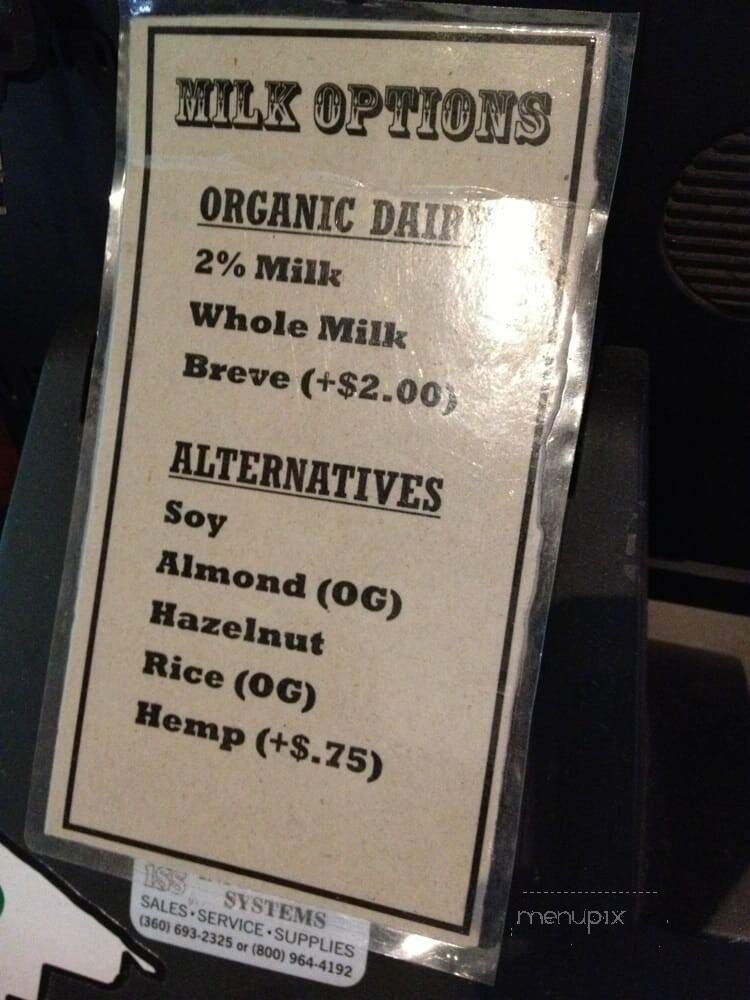 MILK OPTIONS
ORGANIC DAIRY
2% Milk
Whole Milk
Breve (+$2.00)
ALTERNATIVES
Soy
Almond (OG)
Hazelnut
Rice (OG)
Hemp (+$.75)
ISS
SYSTEMS
SALES • SERVICE • SUPPLIES
(360) 693-2325 or (800) 964-4192
menupix